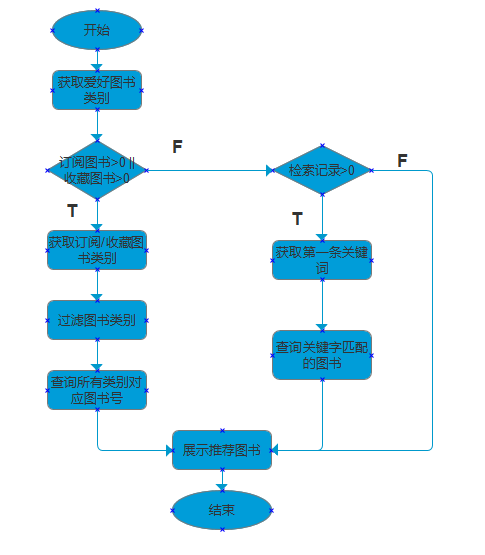 开始
获取爱好图书
类别
订阅图书>0 ||
收藏图书>0
F
检索记录>0
F
T
T
获取订阅/收藏图
书类别
获取第一条关键
词
过滤图书类别
查询关键字匹配
的图书
查询所有类别对
应图书号
展示推荐图书
结束